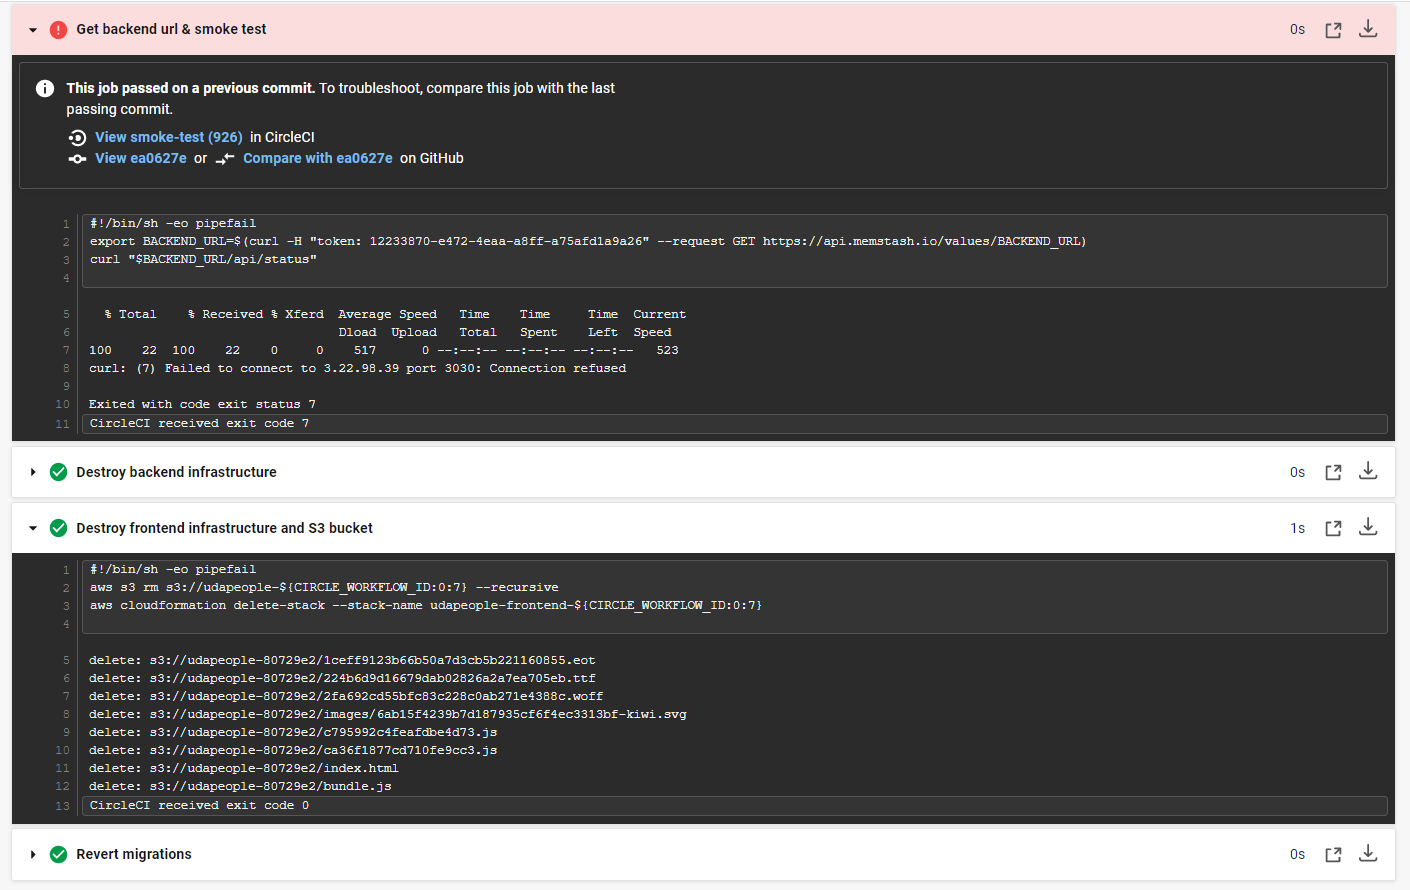 Get backend url & smoke test 0s
This job passed on a previous commit. To troubleshoot, compare this job with the last
passing commit.
View smoke-test (926) in CircleCI
View ea0627e or Compare with ea0627e on GitHub
1 #!/bin/sh -eo pipefail
2 export BACKEND_URL=$(curl -H "token: 12233870-e472-4eaa-a8ff-a75afd1a9a26" --request GET https://api.memstash.io/values/BACKEND_URL)
3 curl "$BACKEND_URL/api/status"
4
5 % Total % Received % Xferd Average Speed Time Time Time Current
6 Dload Upload Total Spent Left Speed
7 100 22 100 22 0 0 517 0 --:--:-- --:--:-- --:--:-- 523
8 curl: (7) Failed to connect to 3.22.98.39 port 3030: Connection refused
9
10 Exited with code exit status 7
11 CircleCI received exit code 7
Destroy backend infrastructure 0s
Destroy frontend infrastructure and S3 bucket 1s
1 #!/bin/sh -eo pipefail
2 aws s3 rm s3://udapeople-${CIRCLE_WORKFLOW_ID:0:7} --recursive
3 aws cloudformation delete-stack --stack-name udapeople-frontend-${CIRCLE_WORKFLOW_ID:0:7}
4
5 delete: s3://udapeople-80729e2/1ceff9123b66b50a7d3cb5b221160855.eot
6 delete: s3://udapeople-80729e2/224b6d9d16679dab02826a2a7ea705eb.ttf
7 delete: s3://udapeople-80729e2/2fa692cd55bfc83c228c0ab271e4388c.woff
8 delete: s3://udapeople-80729e2/images/6ab15f4239b7d187935cf6f4ec3313bf-kiwi.svg
9 delete: s3://udapeople-80729e2/c795992c4feafdbe4d73.js
10 delete: s3://udapeople-80729e2/ca36f1877cd710fe9cc3.js
11 delete: s3://udapeople-80729e2/index.html
12 delete: s3://udapeople-80729e2/bundle.js
13 CircleCI received exit code 0
Revert migrations 0s